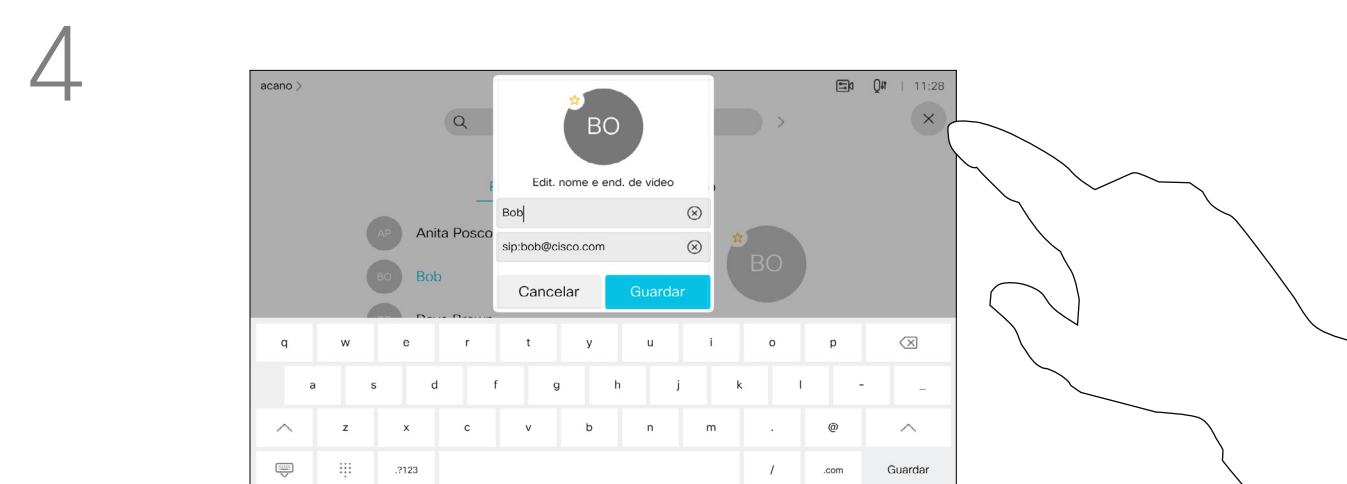 4
acano >
11:28
BO
Edit. nome e end. de vídeo
Bob
sip:bob@cisco.com
Cancelar Guardar
AP Anita Posco
BO Bob
BO
q w e r t y u i o p
a s d f g h j k l - _
z x c v b n m . @
.?123 / .com Guardar